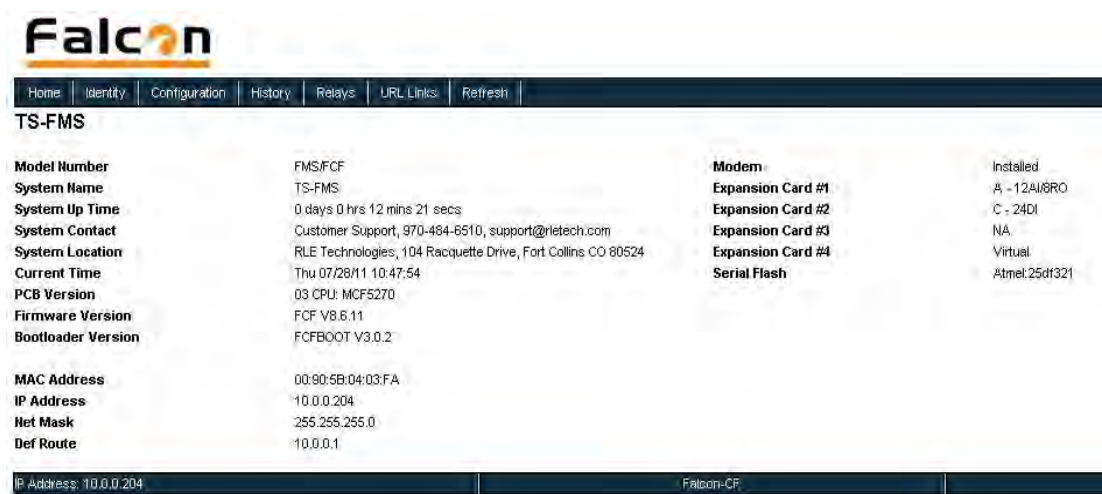 Falcon
Home Identity Configuration History Relays URL Links Refresh
TS-FMS
Model Number FMS/FCF Modem Installed
System Name TS-FMS Expansion Card #1 A - 12AI/8RO
System Up Time 0 days 0 hrs 12 mins 21 secs Expansion Card #2 C - 24DI
System Contact Customer Support, 970-484-6510, support@rletech.com Expansion Card #3 NA
System Location RLE Technologies, 104 Racquette Drive, Fort Collins CO 80524 Expansion Card #4 Virtual
Current Time Thu 07/28/11 10:47:54 Serial Flash Atmel:25df321
PCB Version 03 CPU: MCF5270
Firmware Version FCF V8.6.11
Bootloader Version FCFBOOT V3.0.2
MAC Address 00:90:5B:04:03:FA
IP Address 10.0.0.204
Net Mask 255.255.255.0
Def Route 10.0.0.1
IP Address: 10.0.0.204 Falcon-CF